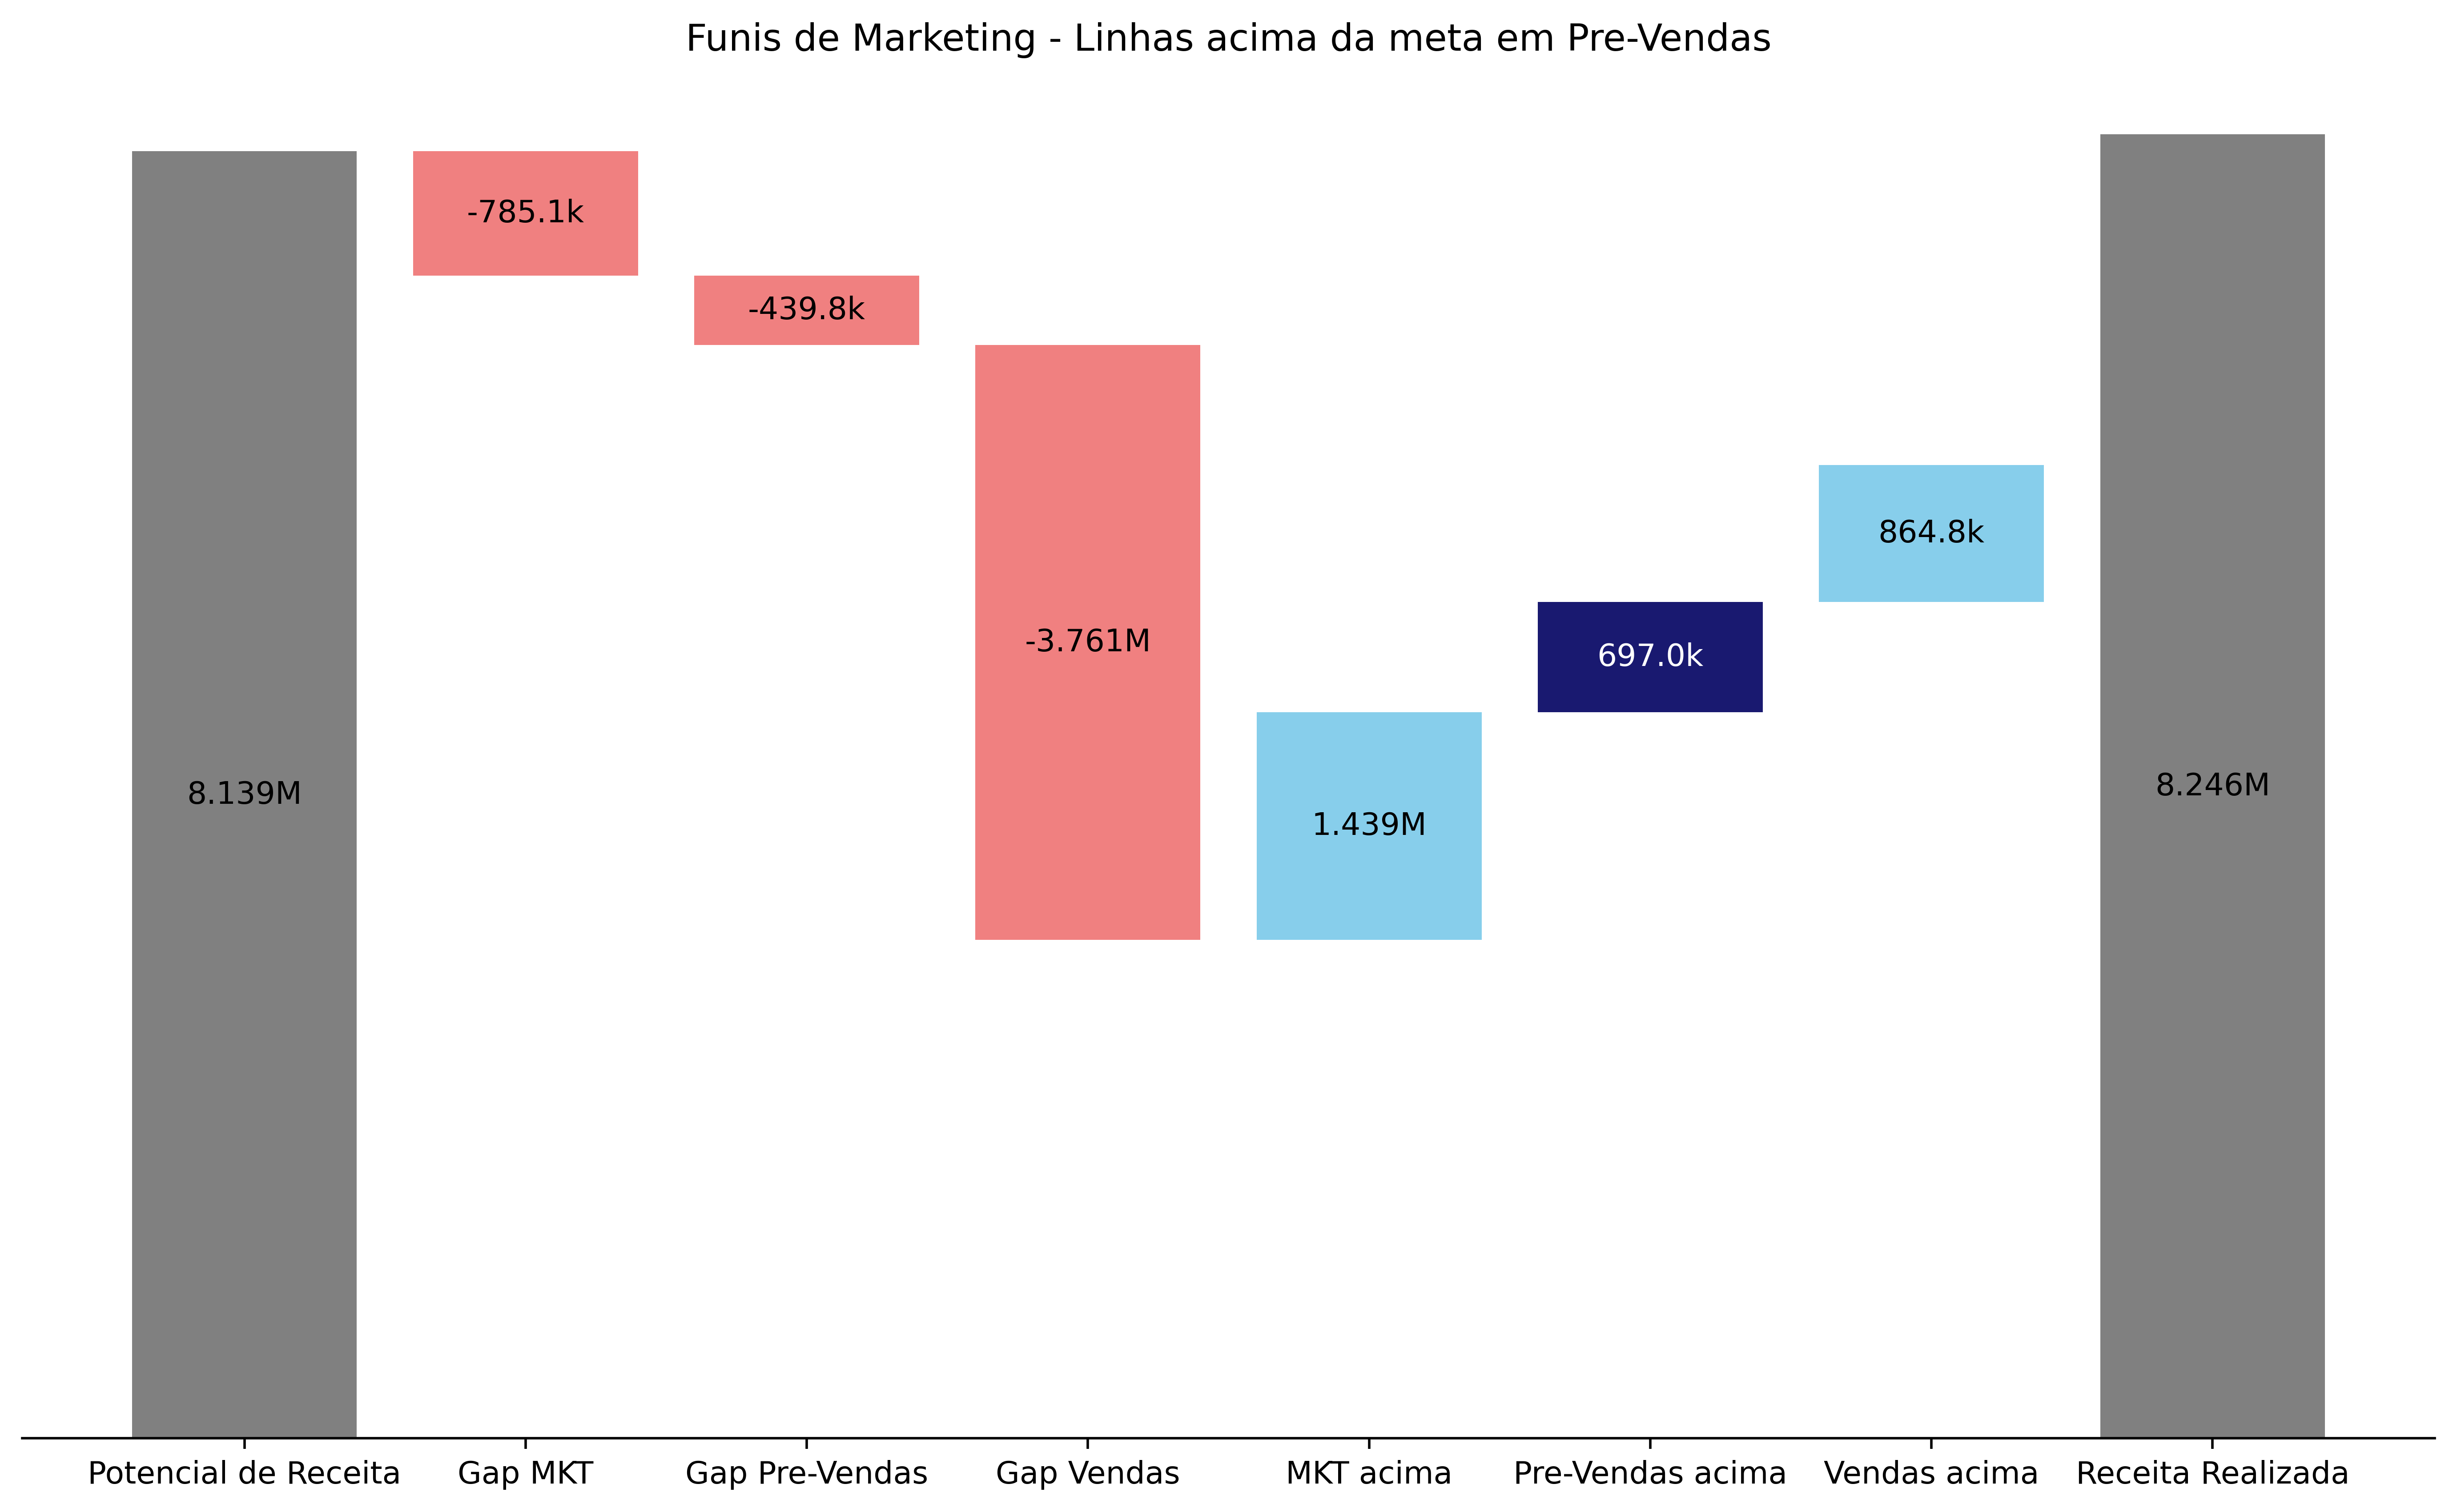 Funis de Marketing - Linhas acima da meta em Pre-Vendas
8.139M
-785.1k
-439.8k
-3.761M
1.439M
697.0k
864.8k
8.246M
Potencial de Receita
Gap MKT
Gap Pre-Vendas
Gap Vendas
MKT acima
Pre-Vendas acima
Vendas acima
Receita Realizada